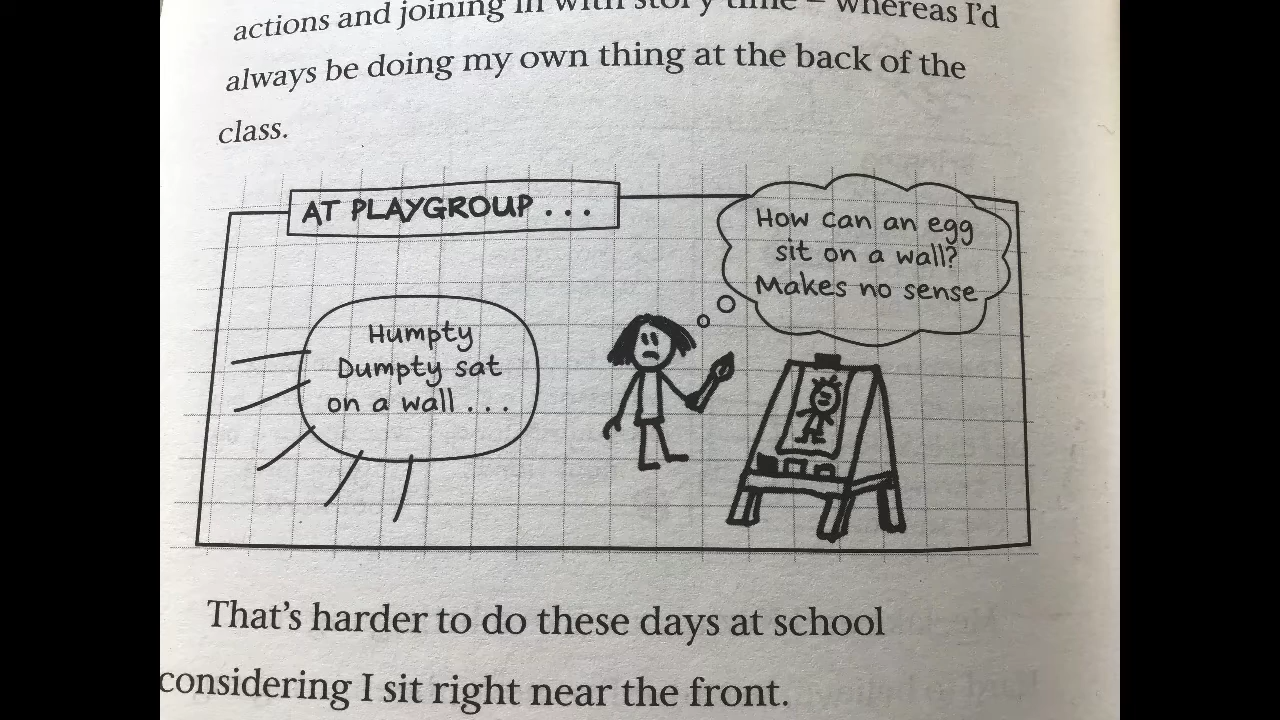 actions and joining in with story time – whereas I'd
always be doing my own thing at the back of the
class.
AT PLAYGROUP . . .
How can an egg
sit on a wall?
Makes no sense
Humpty
Dumpty sat
on a wall . . .
That's harder to do these days at school
considering I sit right near the front.